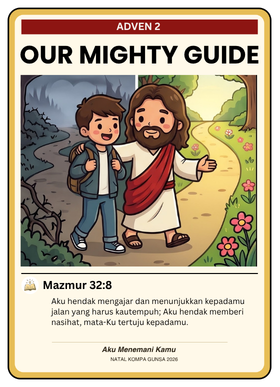 ADVEN 2
OUR MIGHTY GUIDE
Mazmur 32:8
Aku hendak mengajar dan menunjukkan kepadamu
jalan yang harus kautempuh; Aku hendak memberi
nasihat, mata-Ku tertuju kepadamu.
Aku Menemani Kamu
NATAL KOMPA GUNSA 2026